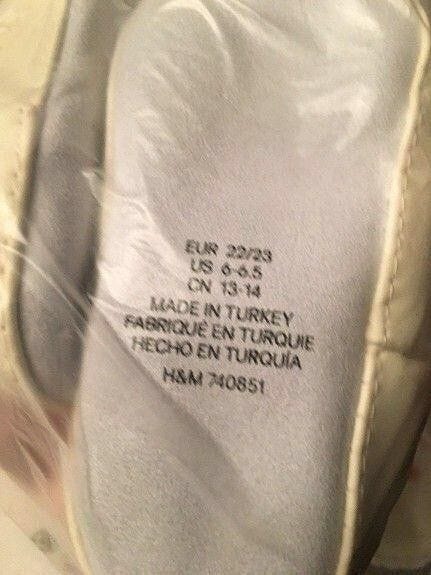 EUR 22/23
US 6-6.5
CN 13-14
MADE IN TURKEY
FABRIQUÉ EN TURQUIE
HECHO EN TURQUÍA
H&M 740851